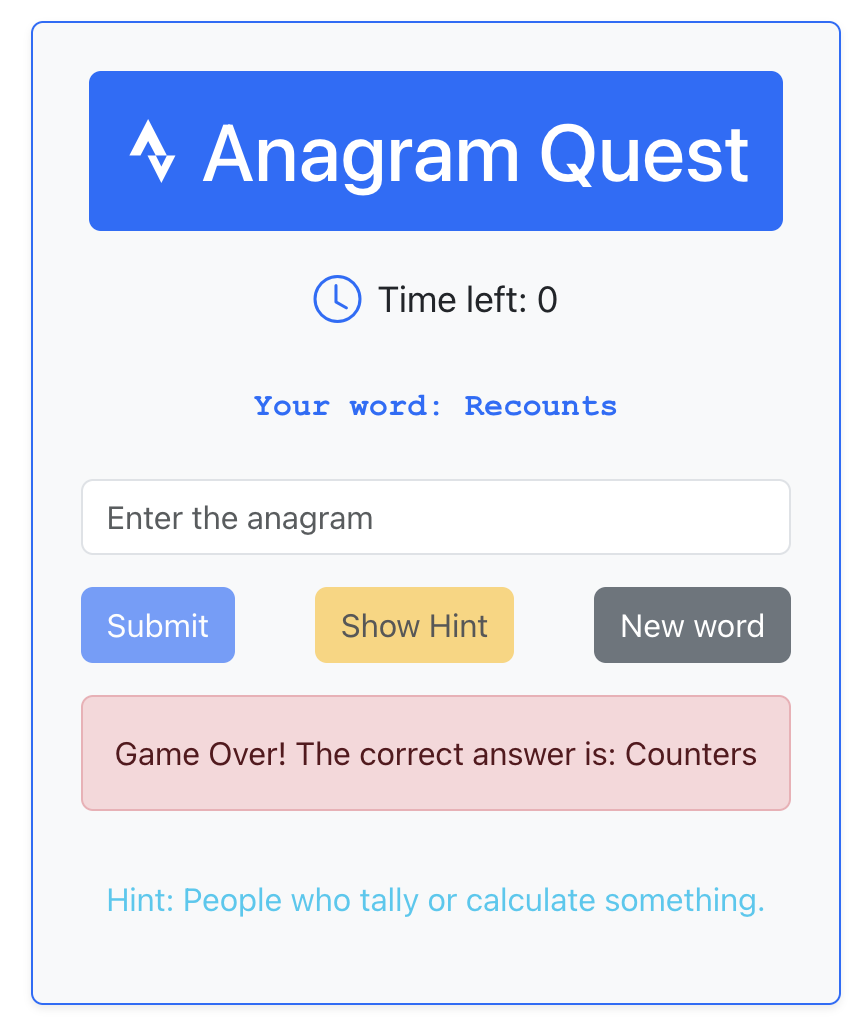 Anagram Quest
Time left: 0
Your word: Recounts
Enter the anagram
Submit
Show Hint
New word
Game Over! The correct answer is: Counters
Hint: People who tally or calculate something.